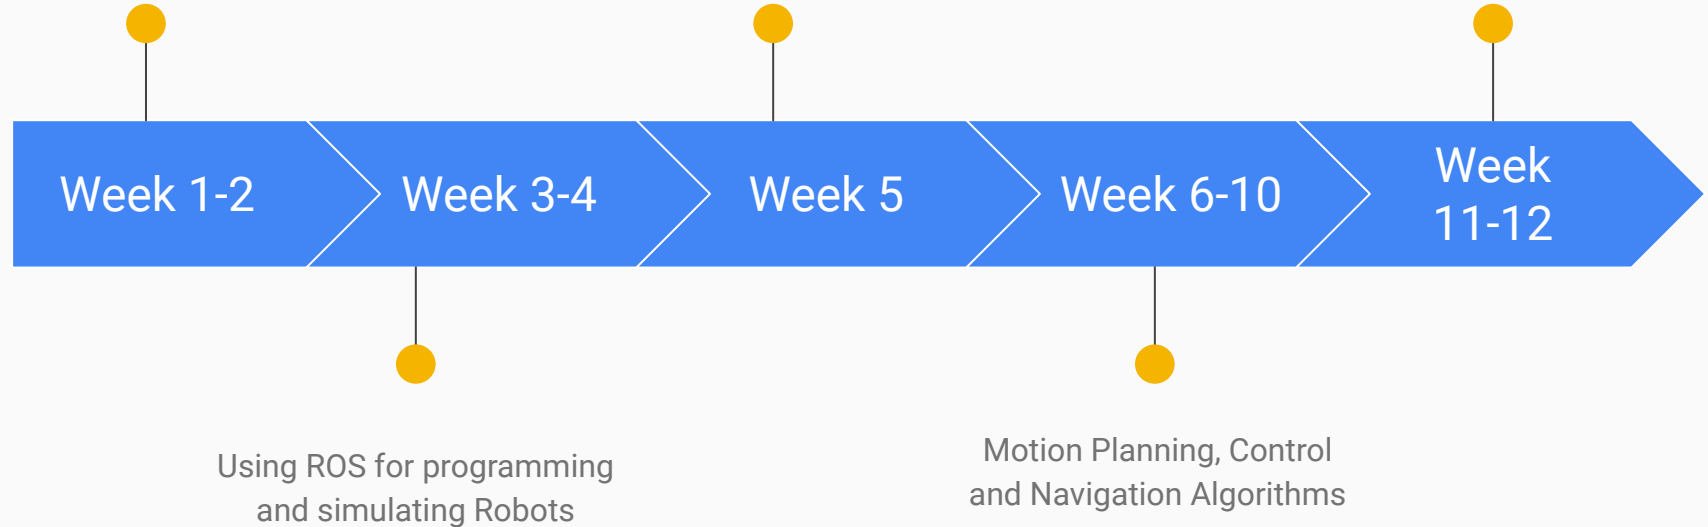 Week 1-2
Week 3-4
Week 5
Week 6-10
Week
11-12
Using ROS for programming
and simulating Robots
Motion Planning, Control
and Navigation Algorithms